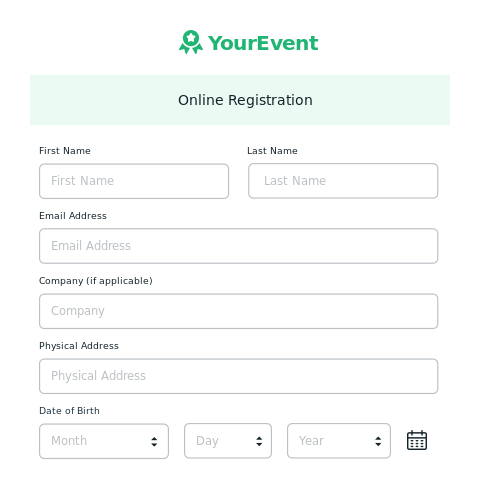 YourEvent
Online Registration
First Name Last Name
First Name Last Name
Email Address
Email Address
Company (if applicable)
Company
Physical Address
Physical Address
Date of Birth
Month Day Year